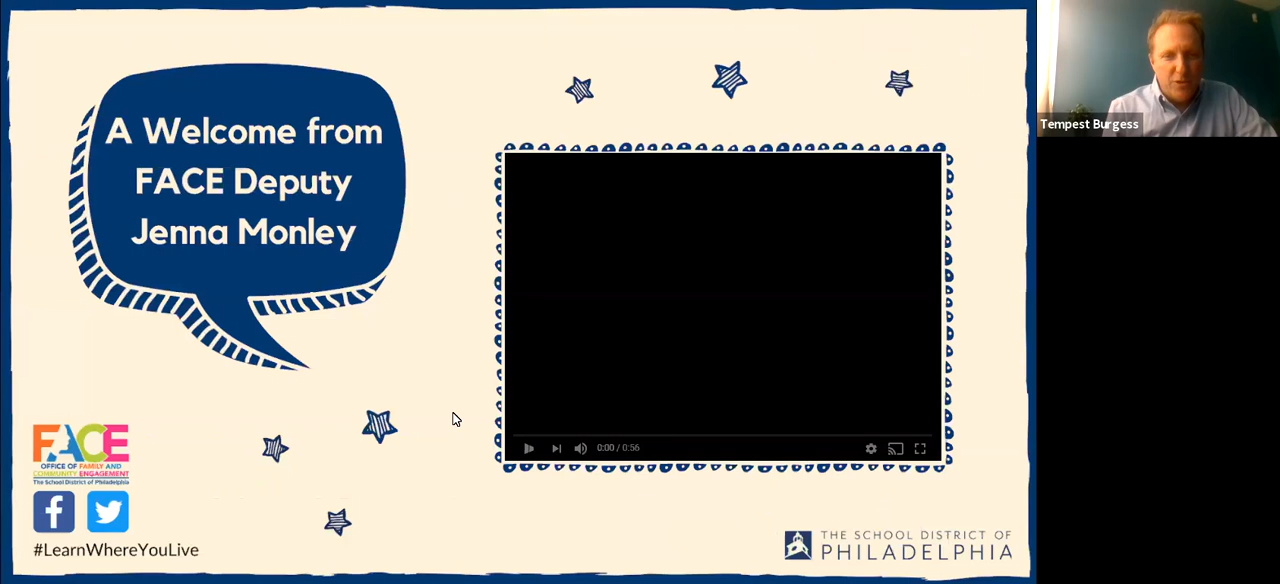 A Welcome from
FACE Deputy
Jenna Monley
Tempest Burgess
0:00 / 0:56
FACE
OFFICE OF FAMILY AND
COMMUNITY ENGAGEMENT
The School District of Philadelphia
#LearnWhereYouLive
THE SCHOOL DISTRICT OF
PHILADELPHIA